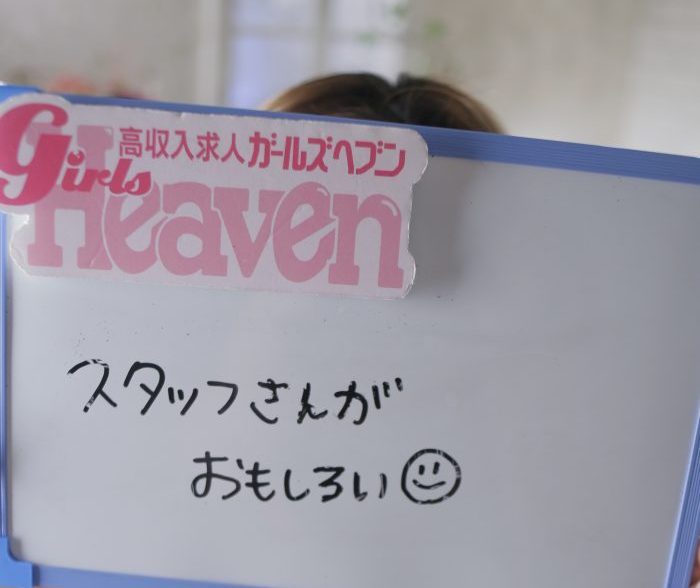 高収入求人ガールズヘブン
Girls
Heaven
スタッフさんが
おもしろい